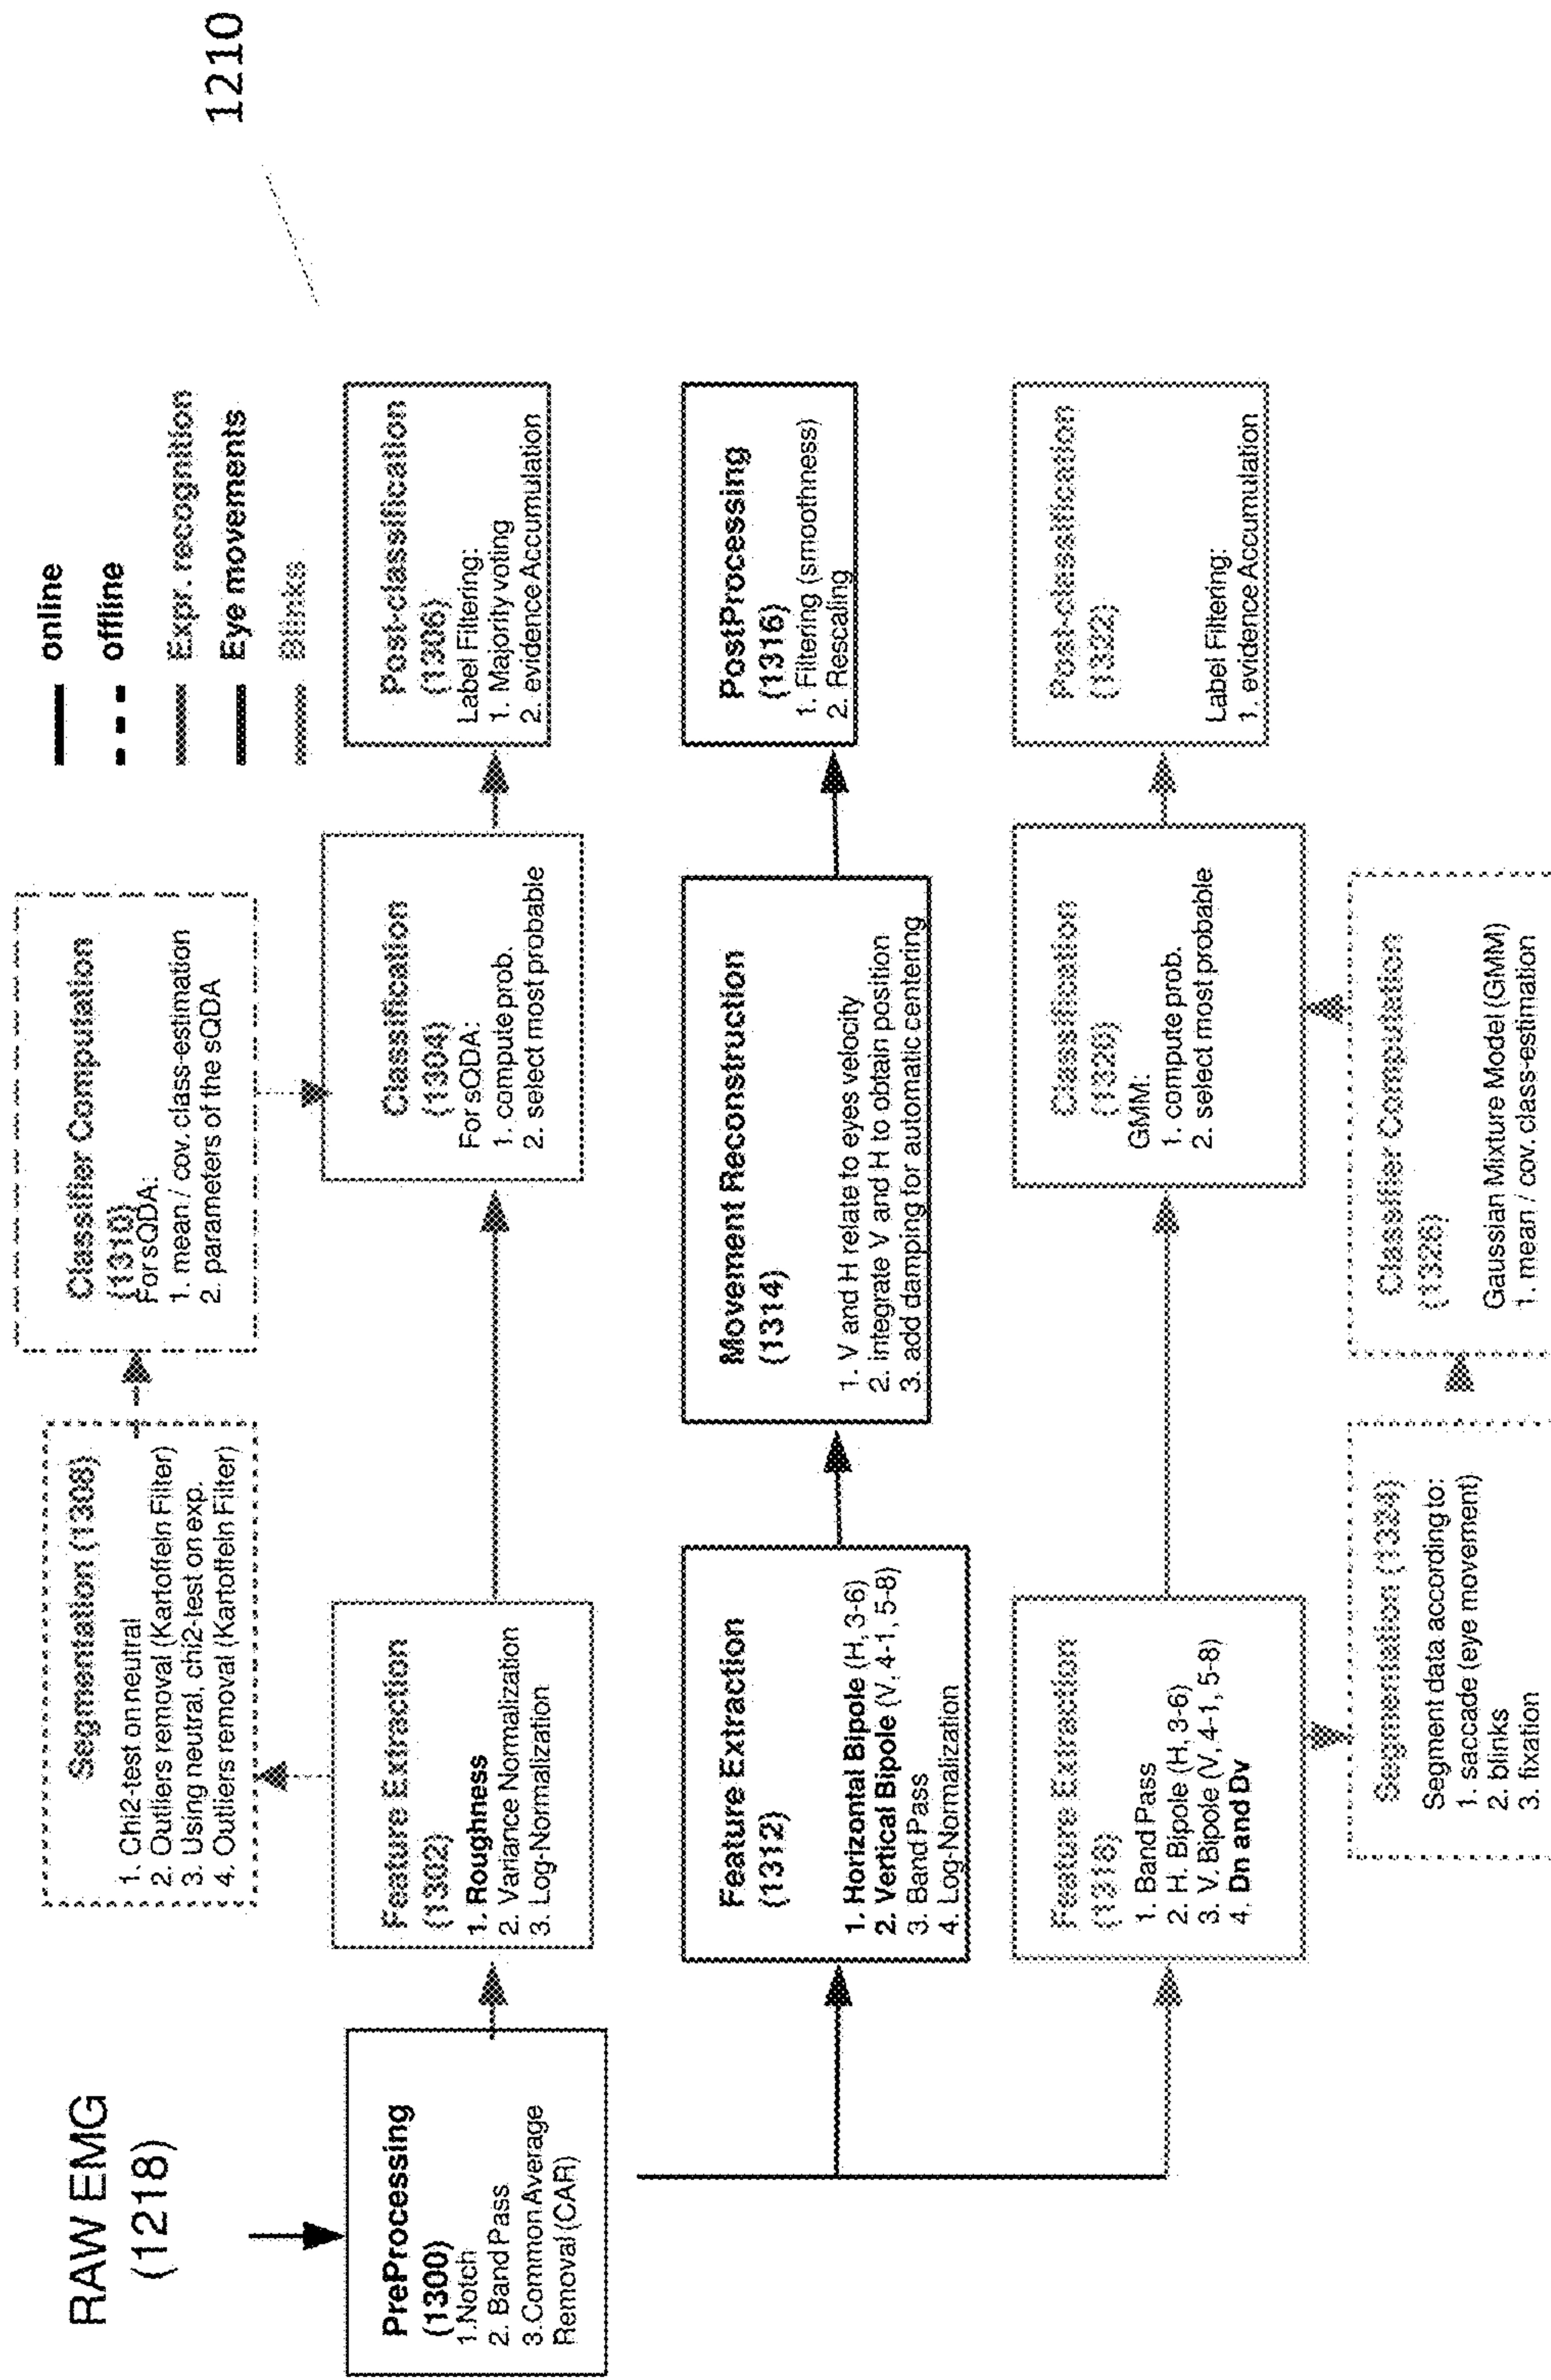 RAW EMG
(1218)
1210
online
offline
Expr. recognition
Eye movements
Blinks
PreProcessing
(1300)
1.Notch
2. Band Pass
3.Common Average
Removal (CAR)
Segmentation (1308)
1. Chi2-test on neutral
2. Outliers removal (Kartoffeln Filter)
3. Using neutral, chi2-test on exp.
4. Outliers removal (Kartoffeln Filter)
Classifier Computation
(1310)
For sQDA:
1. mean / cov. class-estimation
2. parameters of the sQDA
Feature Extraction
(1302)
1. Roughness
2. Variance Normalization
3. Log-Normalization
Classification
(1304)
For sQDA:
1. compute prob.
2. select most probable
Post-classification
(1306)
Label Filtering:
1. Majority voting
2. evidence Accumulation
Feature Extraction
(1312)
1. Horizontal Bipole (H, 3-6)
2. Vertical Bipole (V, 4-1, 5-8)
3. Band Pass
4. Log-Normalization
Movement Reconstruction
(1314)
1. V and H relate to eyes velocity
2. integrate V and H to obtain position
3. add damping for automatic centering
PostProcessing
(1316)
1. Filtering (smoothness)
2. Rescaling
Feature Extraction
(1318)
1. Band Pass
2. H. Bipole (H, 3-6)
3. V. Bipole (V, 4-1, 5-8)
4. Dn and Dv
Classification
(1320)
GMM:
1. compute prob.
2. select most probable
Post-classification
(1322)
Label Filtering:
1. evidence Accumulation
Segmentation (1324)
Segment data according to:
1. saccade (eye movement)
2. blinks
3. fixation
Classifier Computation
(1326)
Gaussian Mixture Model (GMM)
1. mean / cov. class-estimation